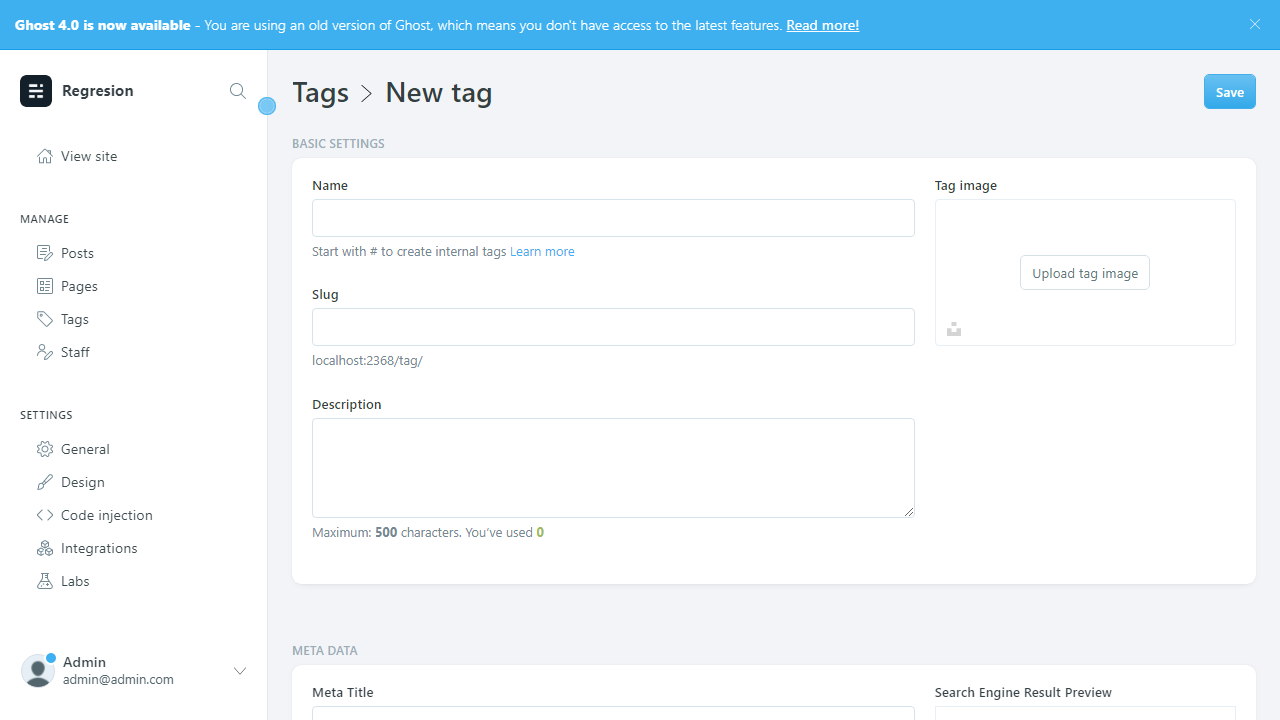 Ghost 4.0 is now available - You are using an old version of Ghost, which means you don't have access to the latest features. Read more!
Regresion
View site
MANAGE
Posts
Pages
Tags
Staff
SETTINGS
General
Design
Code injection
Integrations
Labs
Admin
admin@admin.com
Tags > New tag
Save
BASIC SETTINGS
Name
Start with # to create internal tags Learn more
Slug
localhost:2368/tag/
Description
Maximum: 500 characters. You’ve used 0
Tag image
Upload tag image
META DATA
Meta Title
Search Engine Result Preview